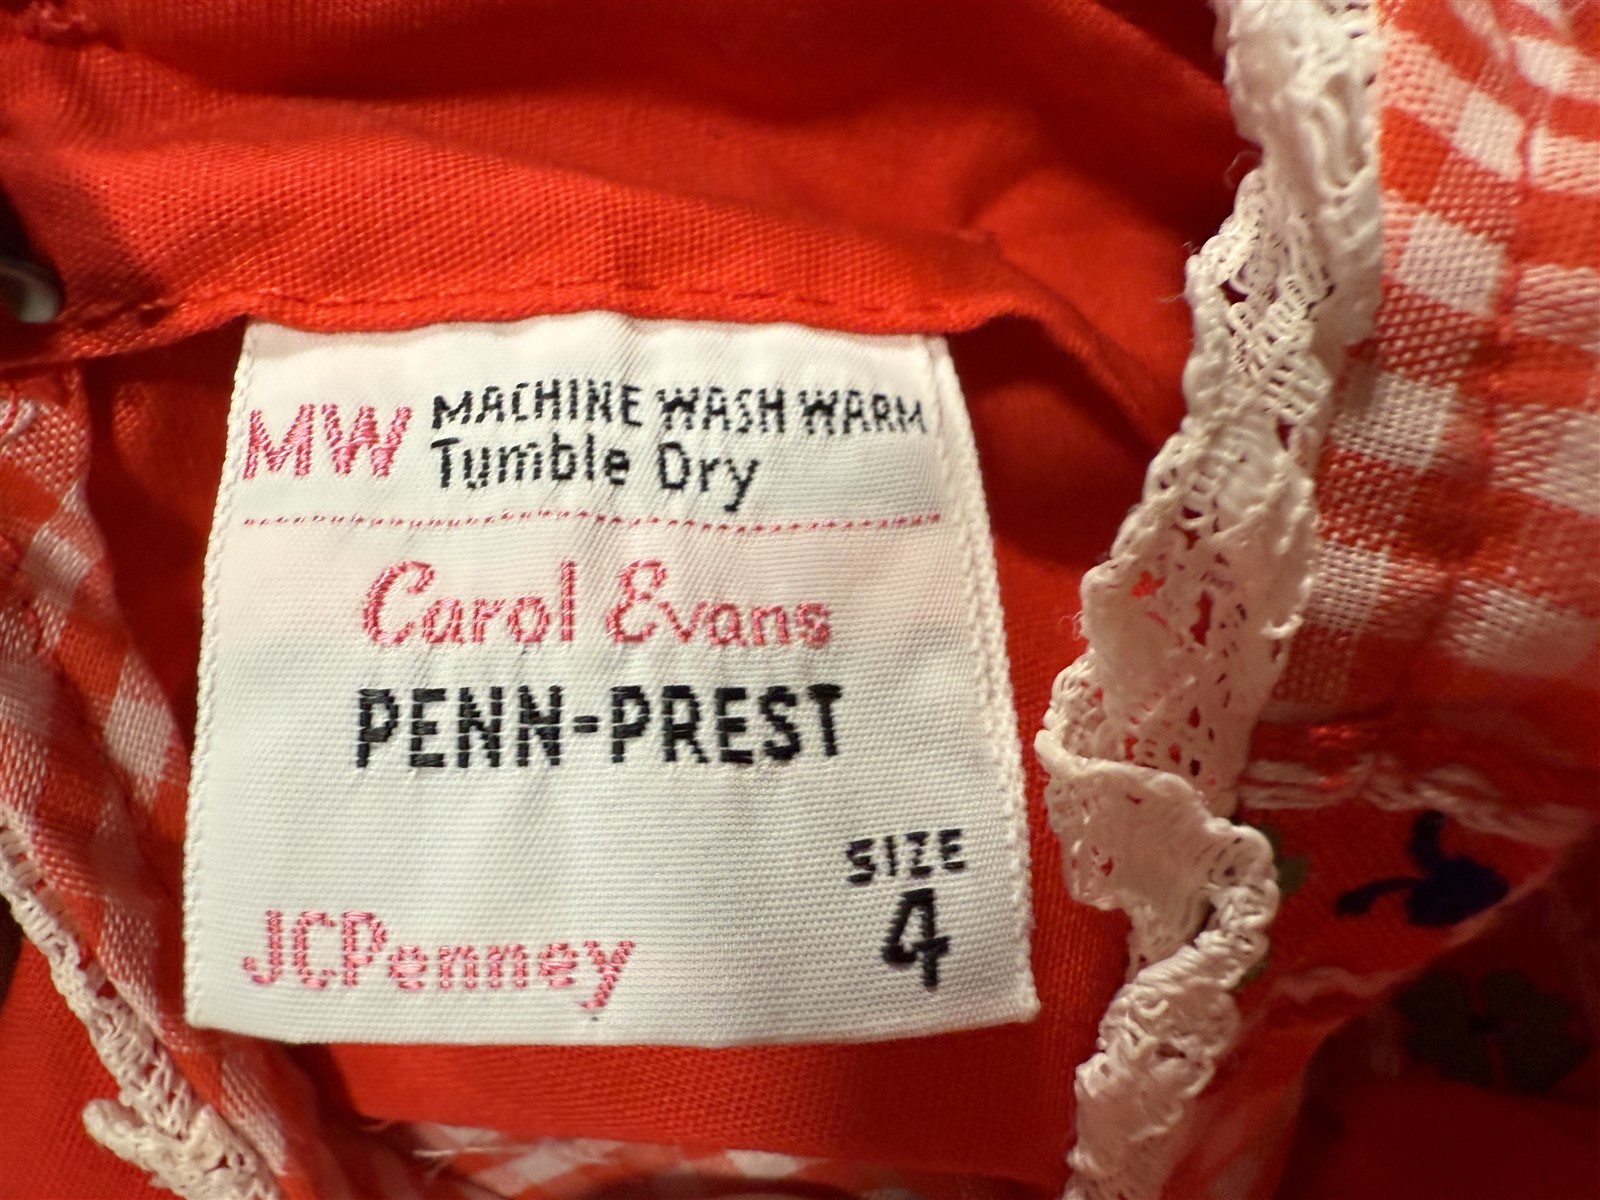 MW MACHINE WASH WARM
Tumble Dry
Carol Evans
PENN-PREST
SIZE
4
JCPenney